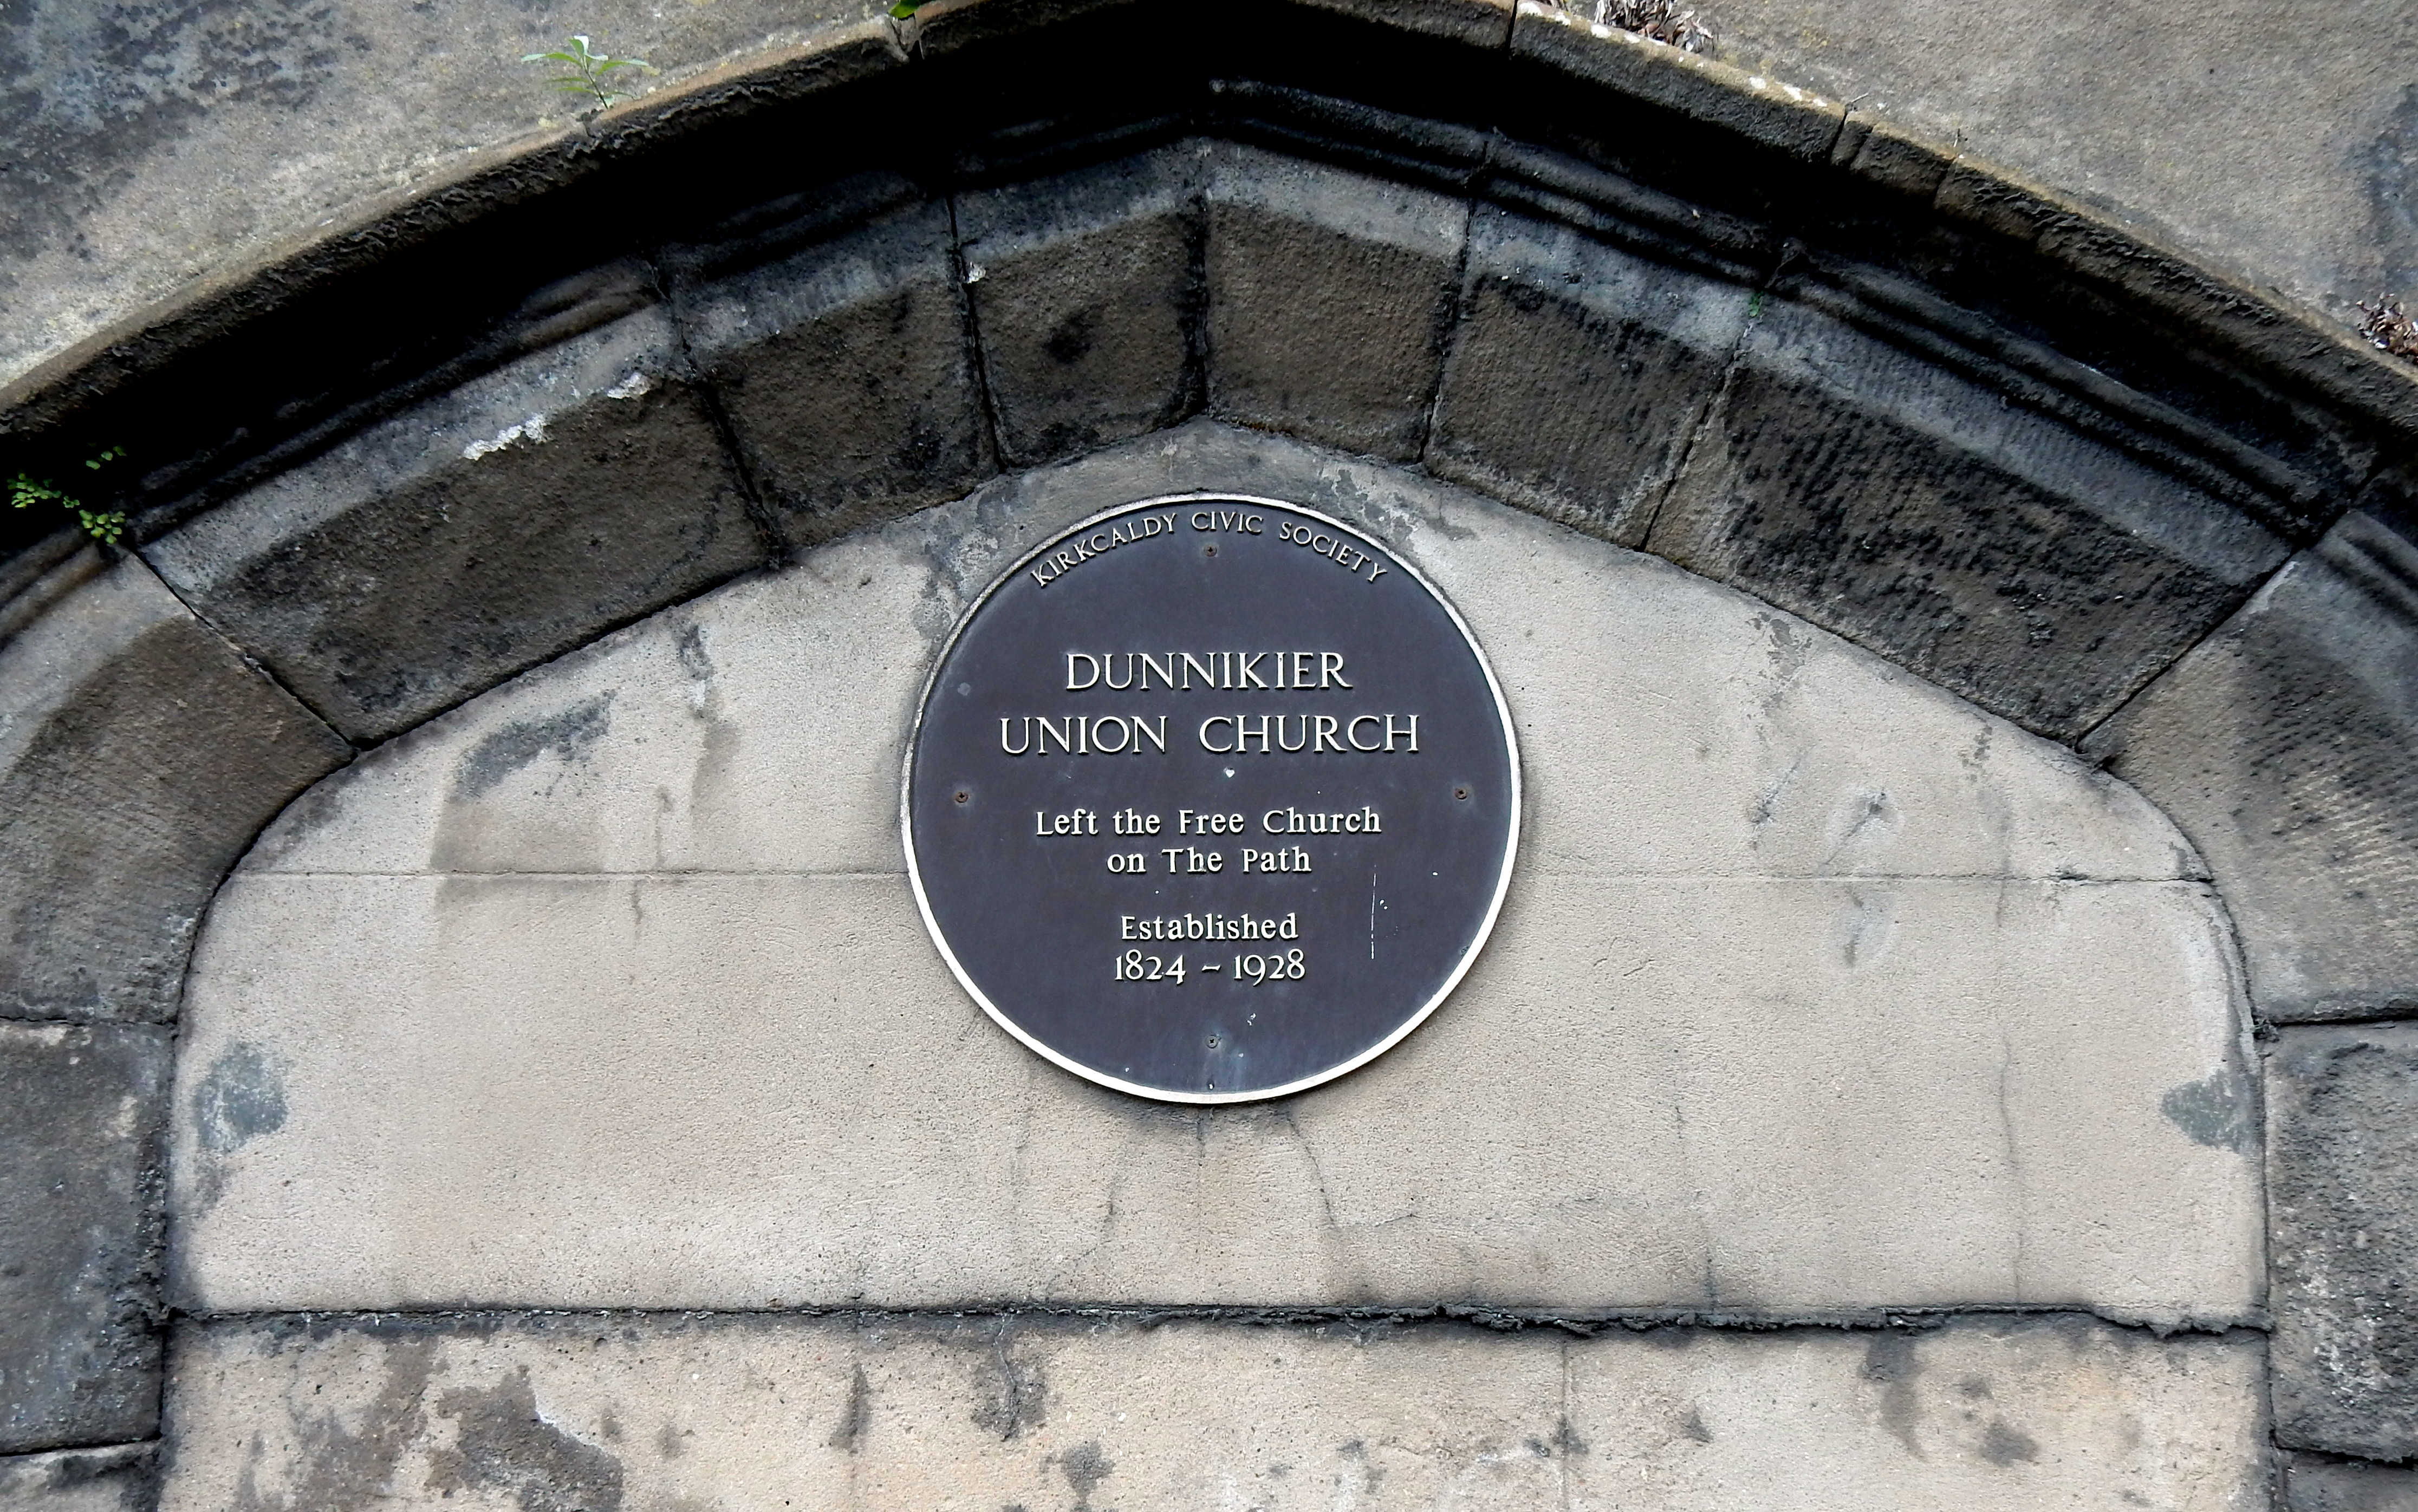 KIRKCALDY CIVIC SOCIETY
DUNNIKIER
UNION CHURCH
Left the Free Church
on The Path
Established
1824 – 1928